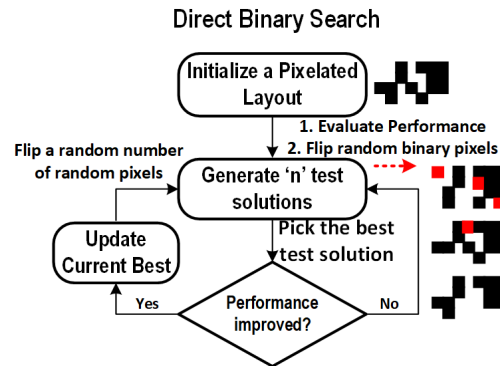 Direct Binary Search
Initialize a Pixelated
Layout
1. Evaluate Performance
2. Flip random binary pixels
Flip a random number
of random pixels
Generate ‘n’ test
solutions
Pick the best
test solution
Update
Current Best
Performance
improved?
Yes
No